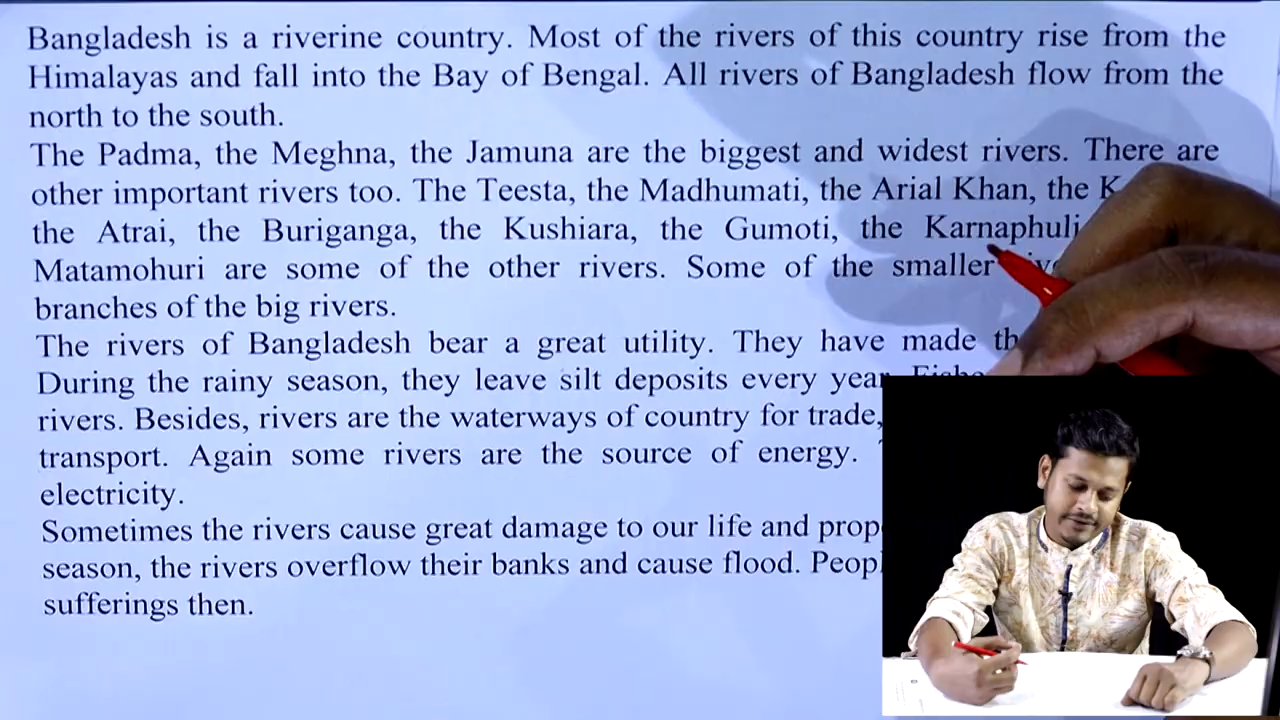 Bangladesh is a riverine country. Most of the rivers of this country rise from the
Himalayas and fall into the Bay of Bengal. All rivers of Bangladesh flow from the
north to the south.
The Padma, the Meghna, the Jamuna are the biggest and widest rivers. There are
other important rivers too. The Teesta, the Madhumati, the Arial Khan, the
the Atrai, the Buriganga, the Kushiara, the Gumoti, the Karnaphuli
Matamohuri are some of the other rivers. Some of the smaller
branches of the big rivers.
The rivers of Bangladesh bear a great utility. They have made
During the rainy season, they leave silt deposits every year
rivers. Besides, rivers are the waterways of country for trade,
transport. Again some rivers are the source of energy.
electricity.
Sometimes the rivers cause great damage to our life and
season, the rivers overflow their banks and cause flood.
sufferings then.